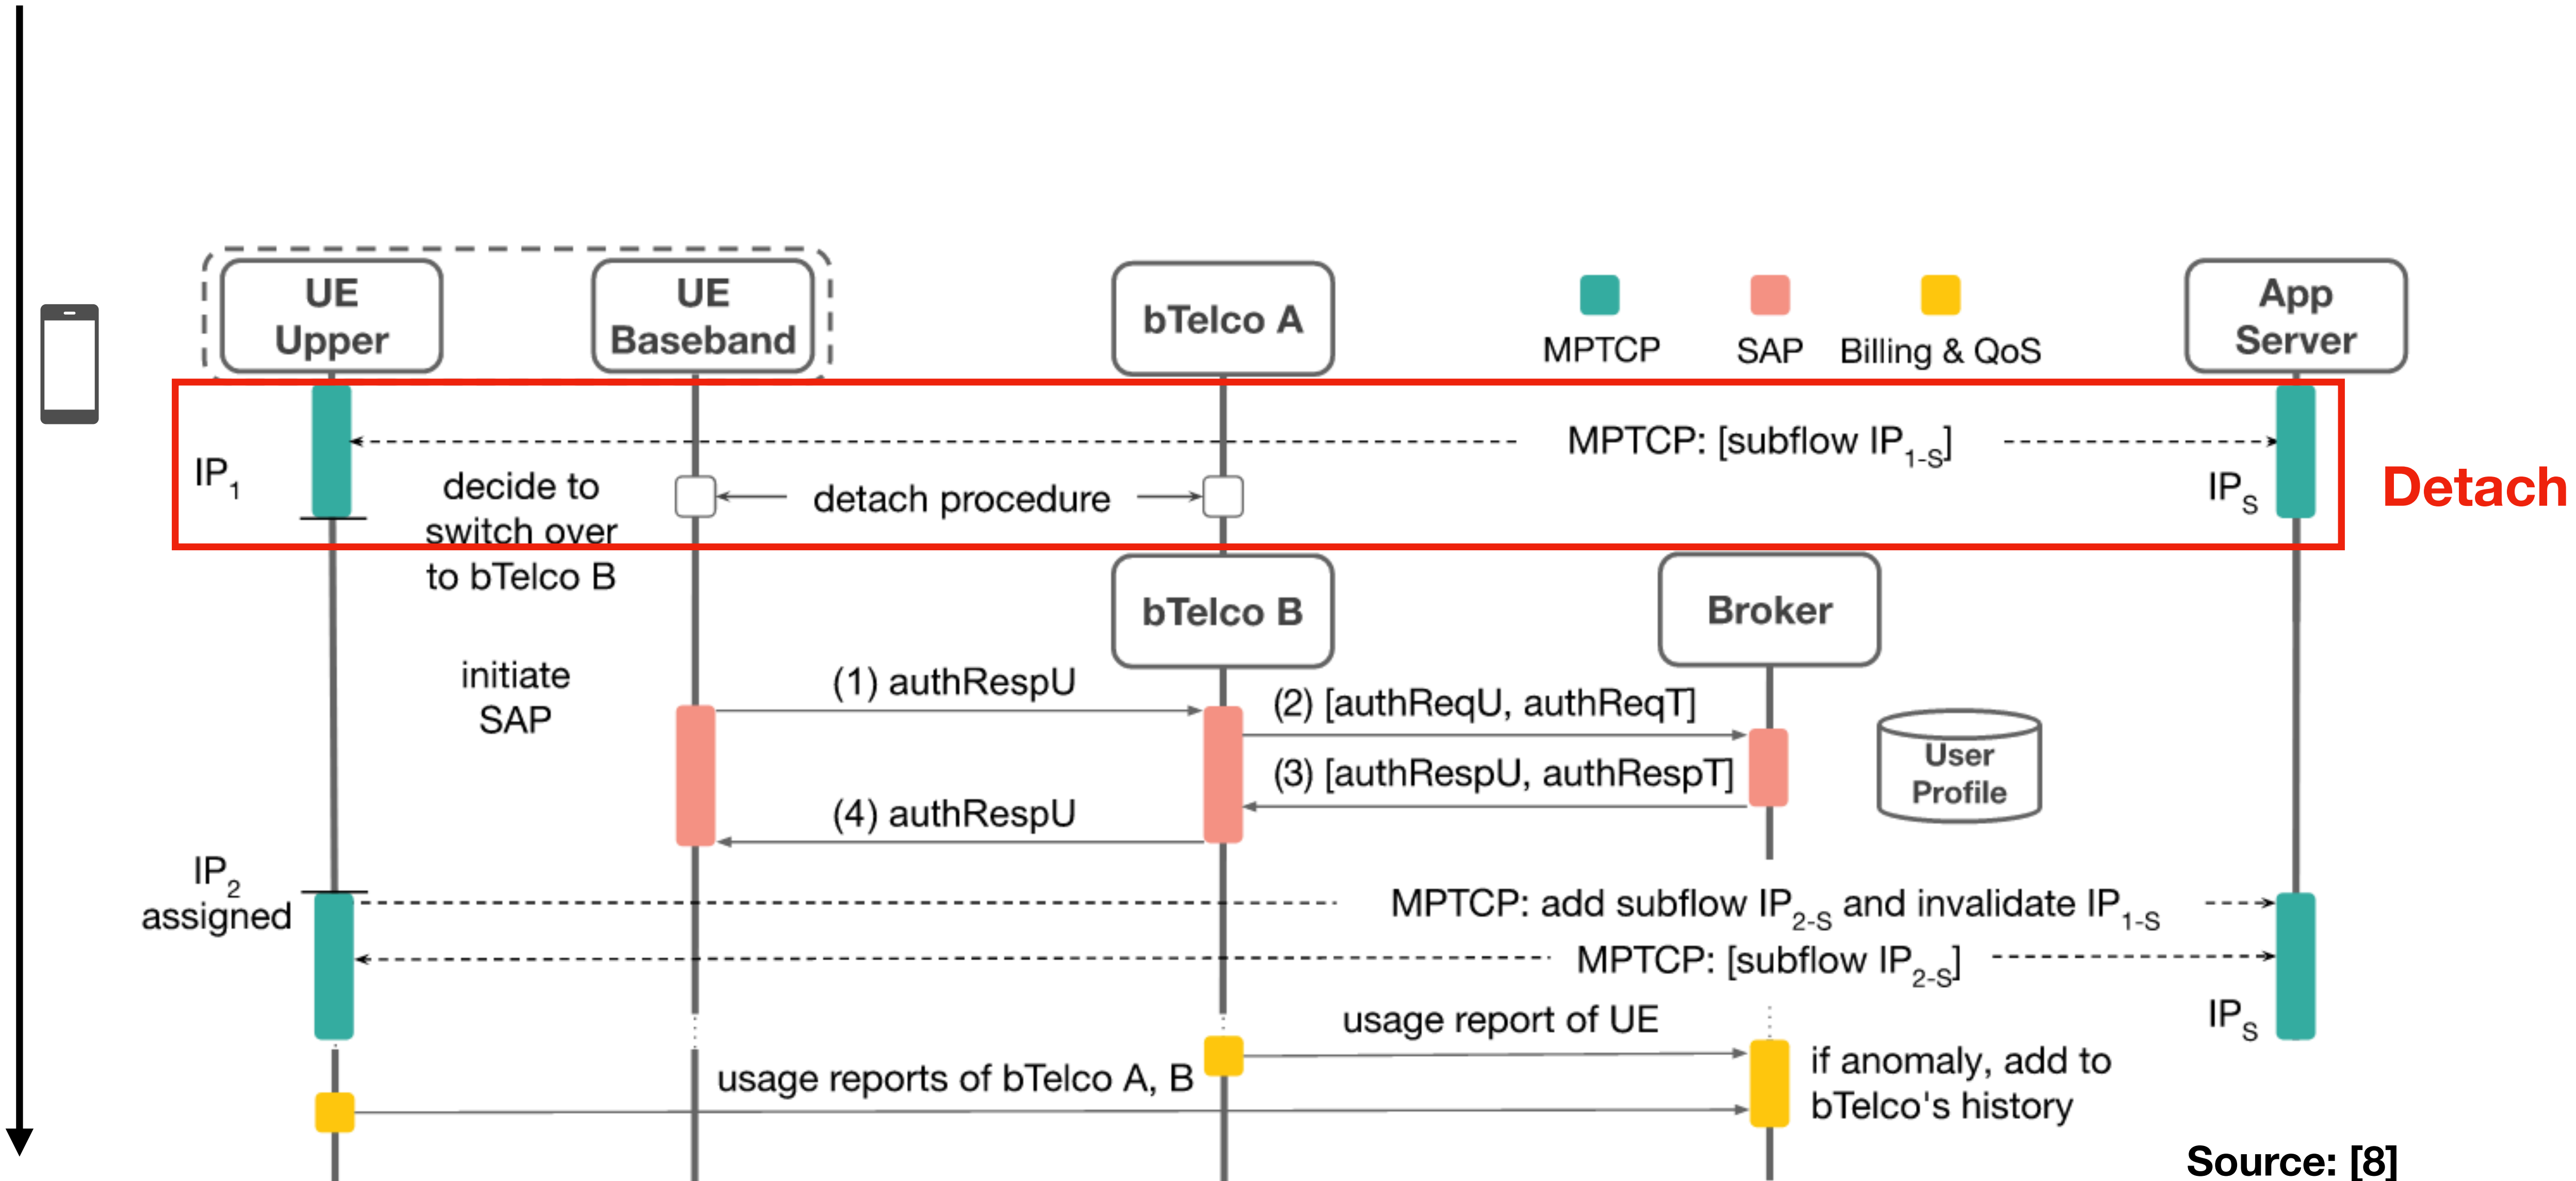 UE
Upper
UE
Baseband
bTelco A
MPTCP
SAP
Billing & QoS
App
Server
MPTCP: [subflow IP1-S]
IP1
decide to
switch over
to bTelco B
detach procedure
IPS
Detach
bTelco B
Broker
initiate
SAP
(1) authRespU
(2) [authReqU, authReqT]
(3) [authRespU, authRespT]
(4) authRespU
User
Profile
IP2
assigned
MPTCP: add subflow IP2-S and invalidate IP1-S
MPTCP: [subflow IP2-S]
IPS
usage report of UE
usage reports of bTelco A, B
if anomaly, add to
bTelco's history
Source: [8]